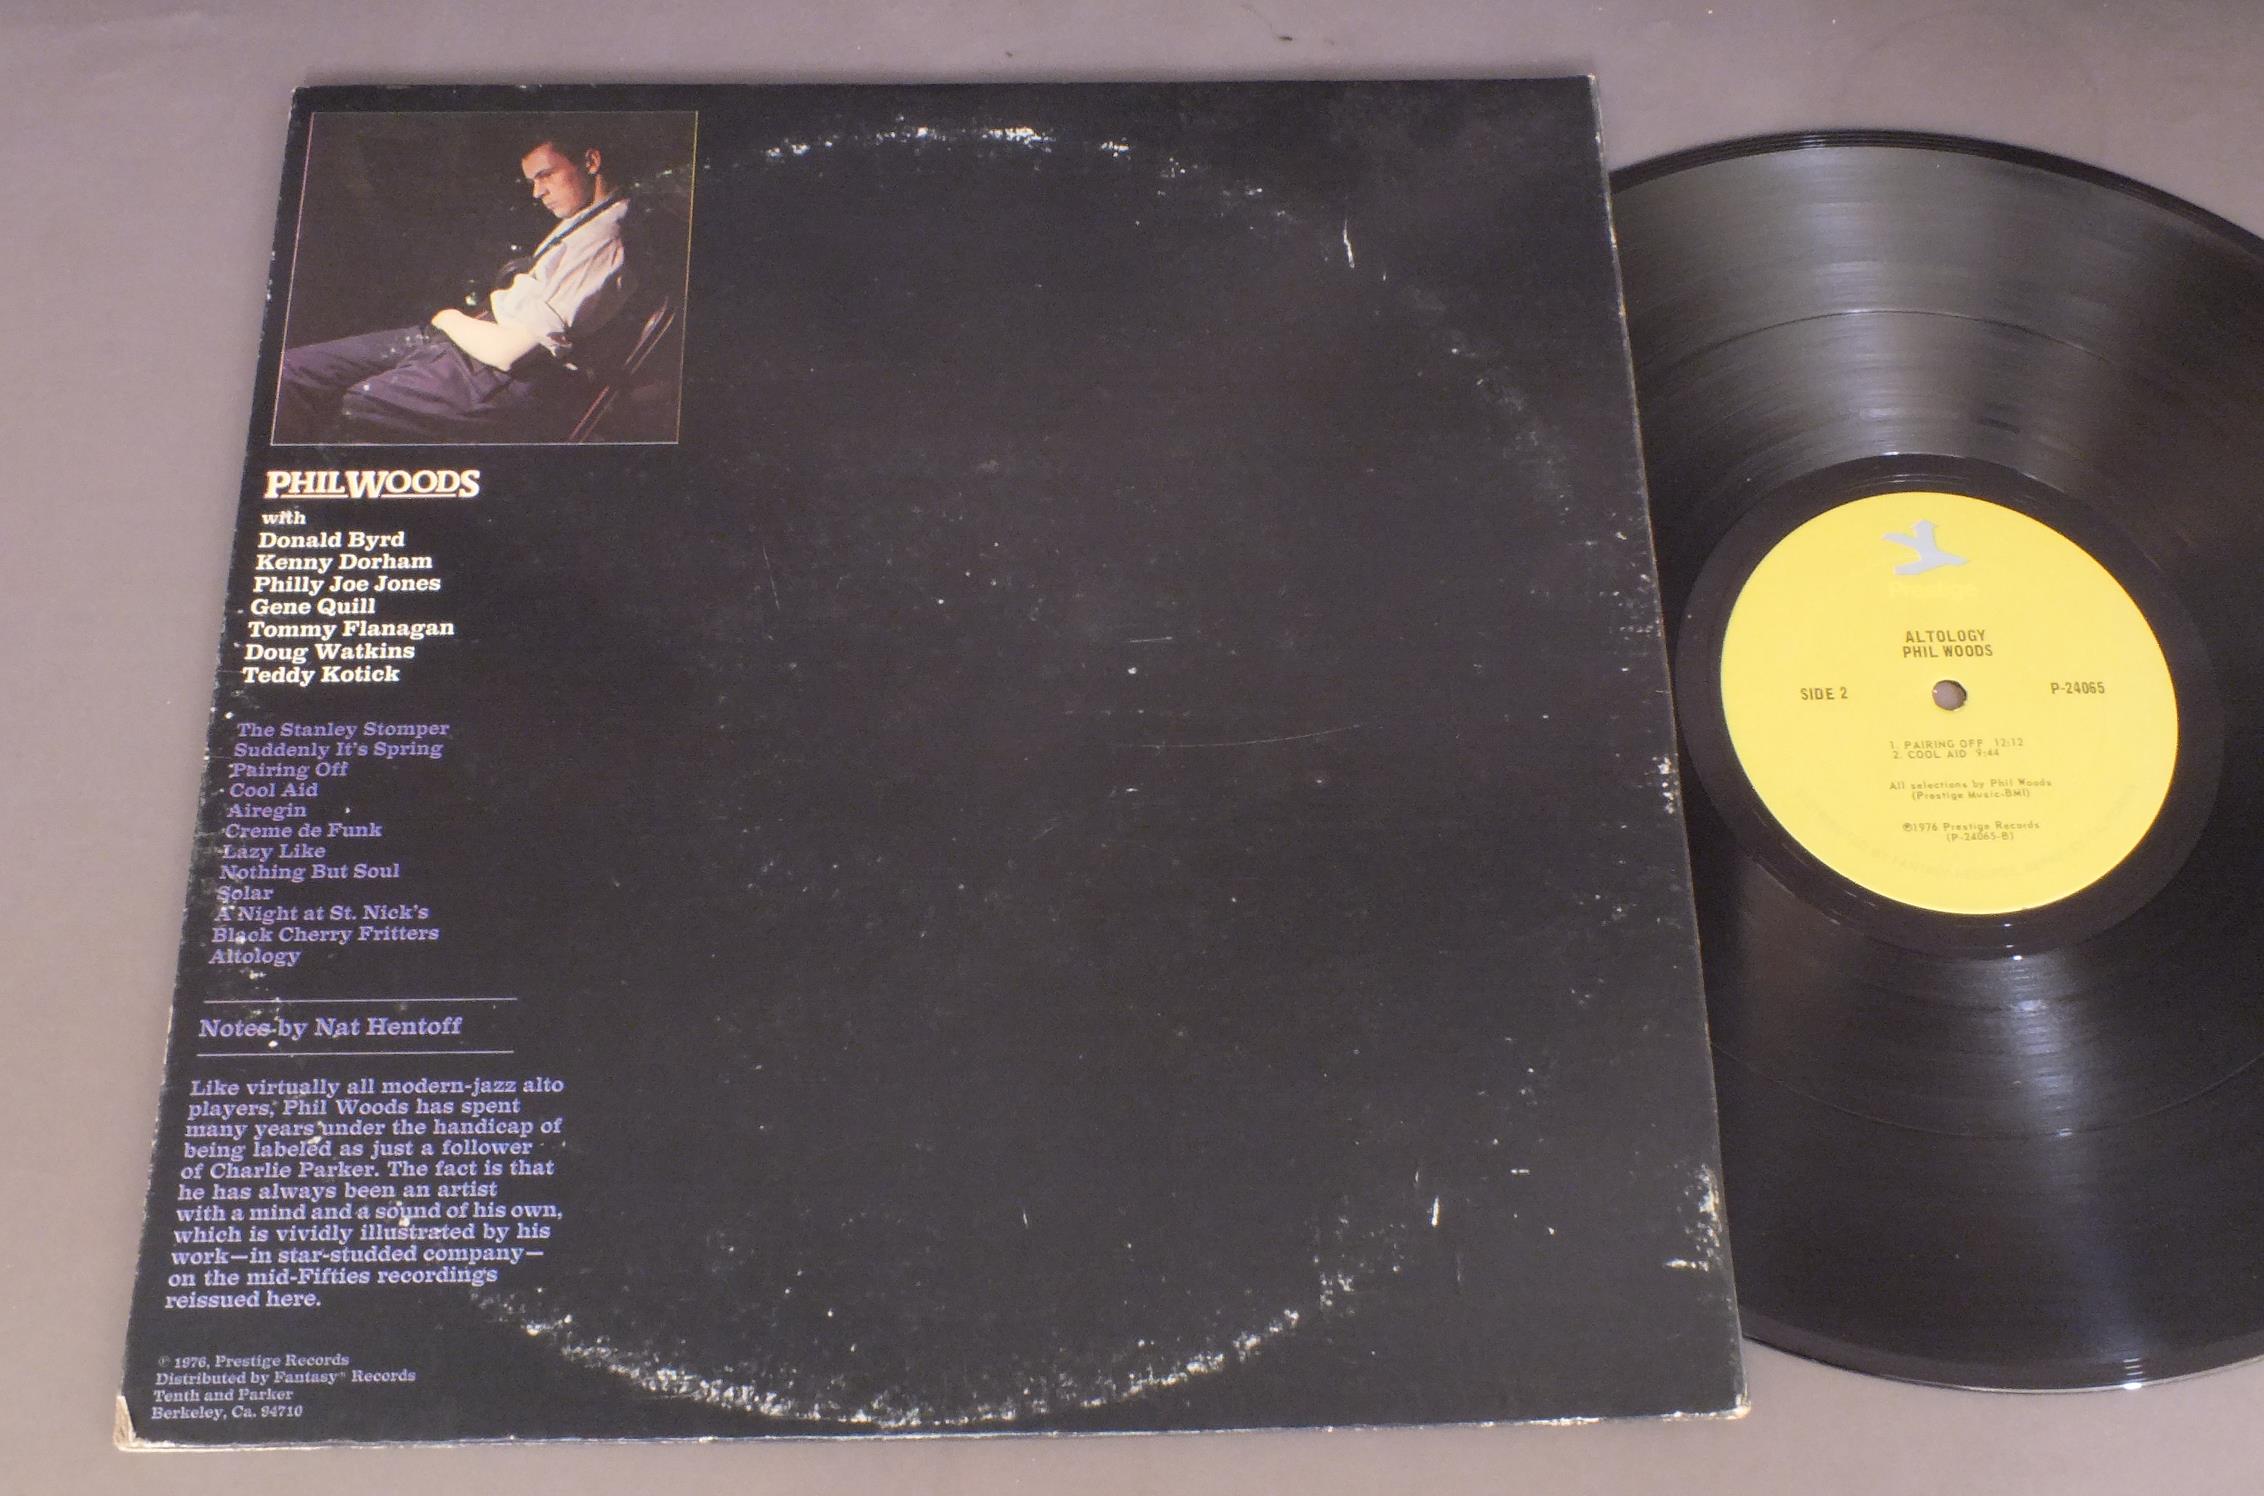 PHIL WOODS
with
Donald Byrd
Kenny Dorham
Philly Joe Jones
Gene Quill
Tommy Flanagan
Doug Watkins
Teddy Kotick
The Stanley Stomper
Suddenly It's Spring
Pairing Off
Cool Aid
Airegin
Creme de Funk
Lazy Like
Nothing But Soul
Solar
A Night at St. Nick's
Black Cherry Fritters
Altology
Notes by Nat Hentoff
Like virtually all modern-jazz alto
players, Phil Woods has spent
many years under the handicap of
being labeled as just a follower
of Charlie Parker. The fact is that
he has always been an artist
with a mind and a sound of his own,
which is vividly illustrated by his
work—in star-studded company—
on the mid-Fifties recordings
reissued here.
℗ 1976, Prestige Records
Distributed by Fantasy Records
Tenth and Parker
Berkeley, Ca. 94710
ALTOLOGY
PHIL WOODS
SIDE 2
P-24065
1. PAIRING OFF 12:12
2. COOL AID 9:44
All selections by Phil Woods
(Prestige Music-BMI)
℗1976 Prestige Records
(P-24065-B)